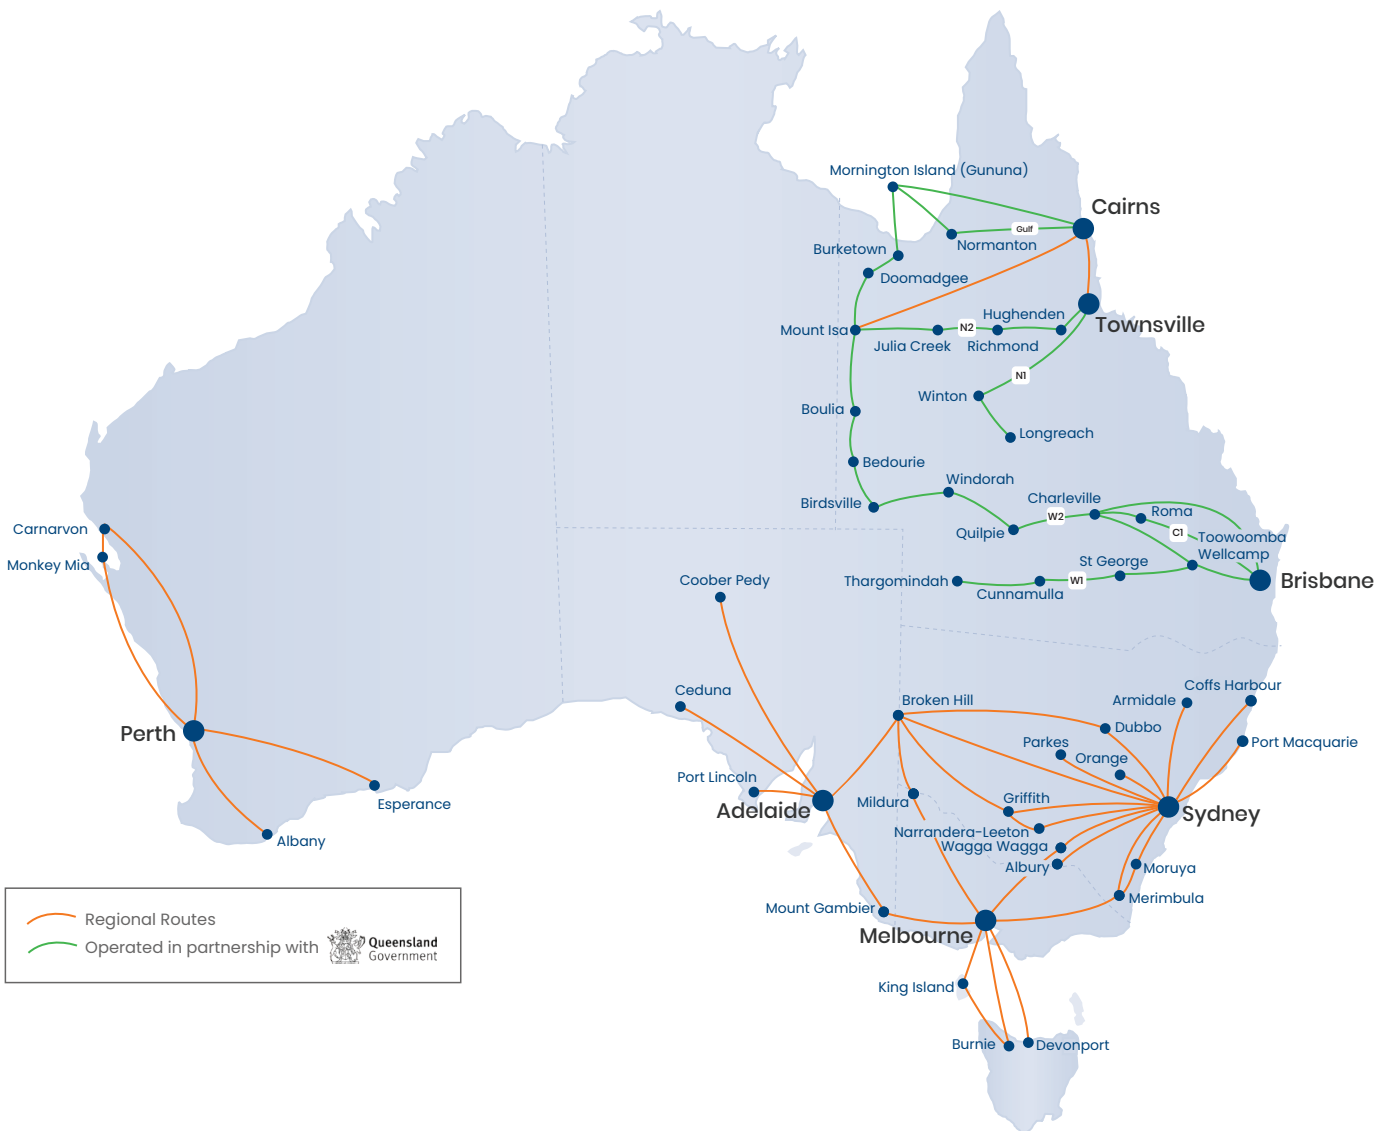 Mornington Island (Gununa)
Cairns
Gulf
Normanton
Burketown
Doomadgee
Hughenden
Townsville
Mount Isa
N2
Julia Creek
Richmond
N1
Winton
Boulia
Longreach
Bedourie
Windorah
Birdsville
Charleville
Roma
W2
Quilpie
C1
Toowoomba
Wellcamp
St George
Carnarvon
Monkey Mia
Coober Pedy
Thargomindah
W1
Cunnamulla
Brisbane
Ceduna
Broken Hill
Armidale
Coffs Harbour
Perth
Dubbo
Parkes
Port Macquarie
Orange
Port Lincoln
Esperance
Adelaide
Mildura
Griffith
Sydney
Narrandera-Leeton
Wagga Wagga
Albany
Albury
Moruya
Merimbula
Mount Gambier
Melbourne
Regional Routes
Operated in partnership with
Queensland
Government
King Island
Burnie
Devonport